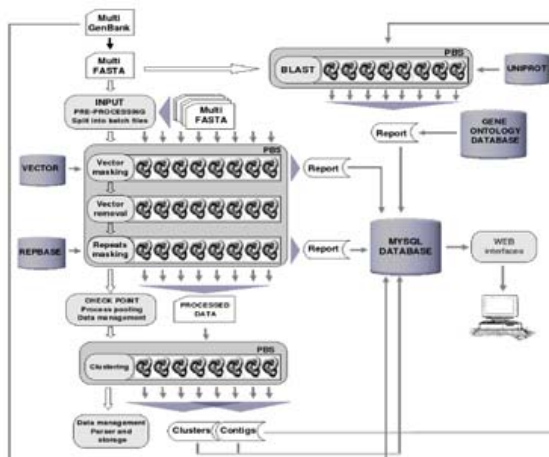 Multi
GenBank
Multi
FASTA
INPUT
PRE-PROCESSING
Split into batch files
Multi
FASTA
PBS
BLAST
UNIPROT
Report
GENE
ONTOLOGY
DATABASE
PBS
VECTOR
Vector
masking
Report
Vector
removal
REPBASE
Repeats
masking
Report
MYSQL
DATABASE
WEB
interfaces
CHECK POINT
Process pooling
Data management
PROCESSED
DATA
PBS
Clustering
Data management
Parser and
storage
Clusters
Contigs